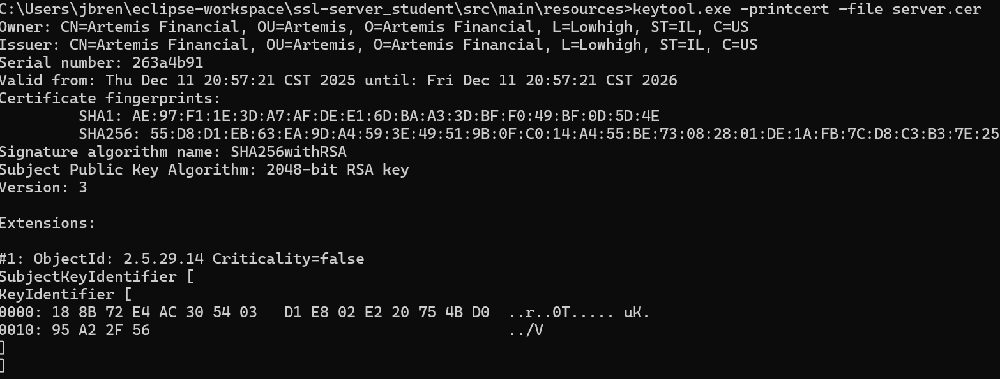 C:\Users\jbren\eclipse-workspace\ssl-server_student\src\main\resources>keytool.exe -printcert -file server.cer
Owner: CN=Artemis Financial, OU=Artemis, O=Artemis Financial, L=Lowhigh, ST=IL, C=US
Issuer: CN=Artemis Financial, OU=Artemis, O=Artemis Financial, L=Lowhigh, ST=IL, C=US
Serial number: 263a4b91
Valid from: Thu Dec 11 20:57:21 CST 2025 until: Fri Dec 11 20:57:21 CST 2026
Certificate fingerprints:
         SHA1: AE:97:F1:1E:3D:A7:AF:DE:E1:6D:BA:A3:3D:BF:F0:49:BF:0D:5D:4E
         SHA256: 55:D8:D1:EB:63:EA:9D:A4:59:3E:49:51:9B:0F:C0:14:A4:55:BE:73:08:28:01:DE:1A:FB:7C:D8:C3:B3:7E:25
Signature algorithm name: SHA256withRSA
Subject Public Key Algorithm: 2048-bit RSA key
Version: 3
Extensions:
#1: ObjectId: 2.5.29.14 Criticality=false
SubjectKeyIdentifier [
KeyIdentifier [
0000: 18 8B 72 E4 AC 30 54 03   D1 E8 02 E2 20 75 4B D0  ..r..0T..... uK.
0010: 95 A2 2F 56                                        ../V
]
]